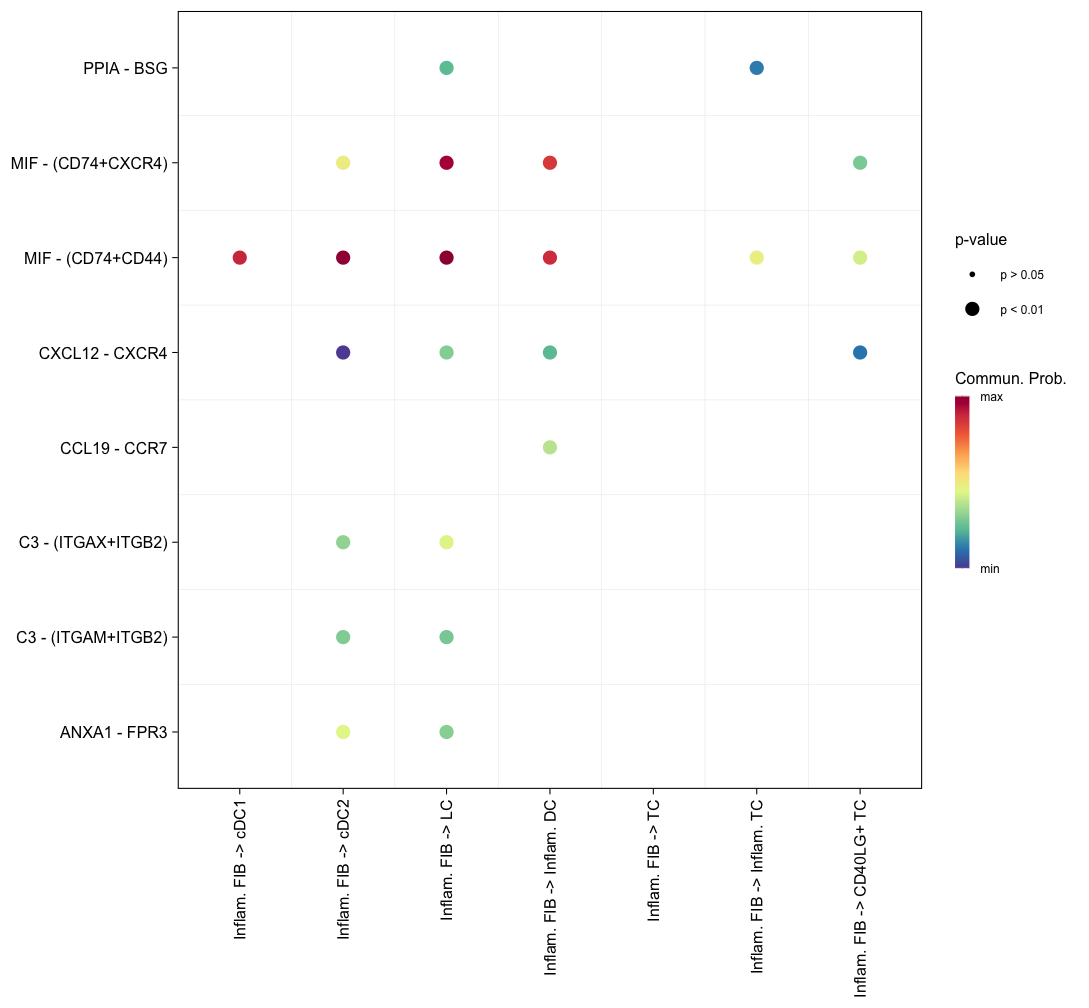 PPIA - BSG
MIF - (CD74+CXCR4)
MIF - (CD74+CD44)
CXCL12 - CXCR4
CCL19 - CCR7
C3 - (ITGAX+ITGB2)
C3 - (ITGAM+ITGB2)
ANXA1 - FPR3
Inflam. FIB -> cDC1
Inflam. FIB -> cDC2
Inflam. FIB -> LC
Inflam. FIB -> Inflam. DC
Inflam. FIB -> TC
Inflam. FIB -> Inflam. TC
Inflam. FIB -> CD40LG+ TC
p-value
p > 0.05
p < 0.01
Commun. Prob.
max
min